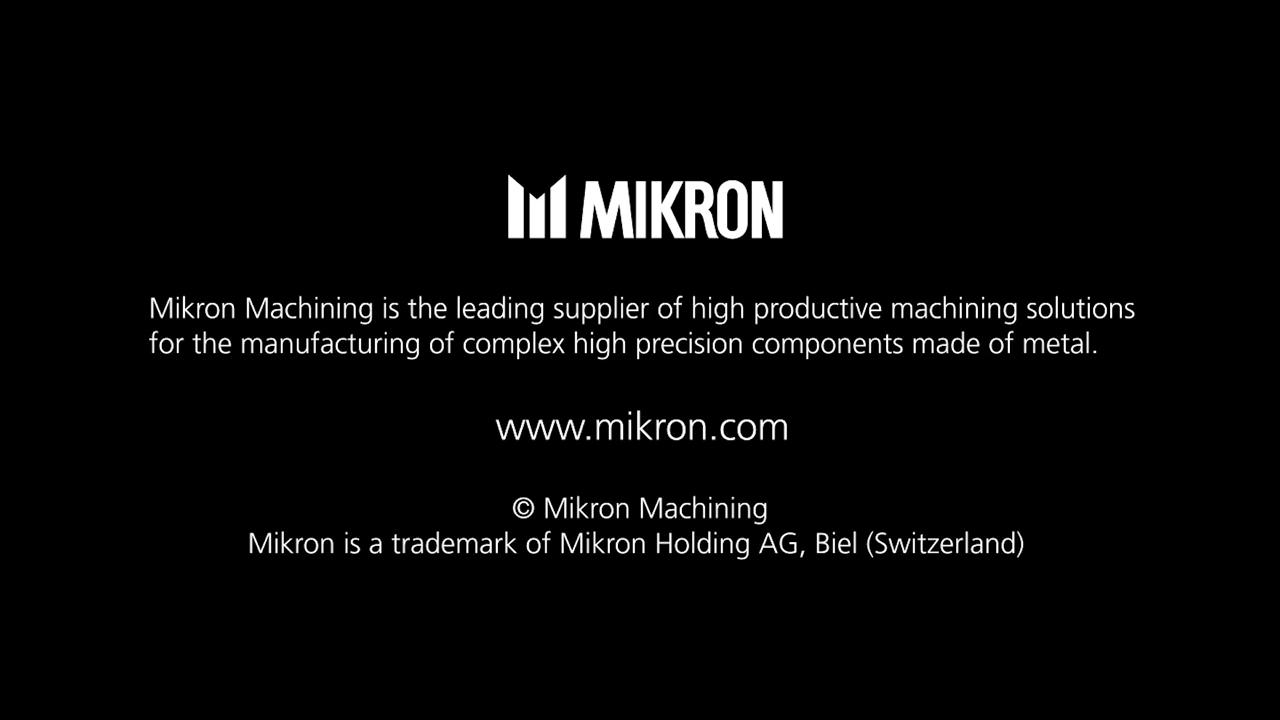 MIKRON
Mikron Machining is the leading supplier of high productive machining solutions
for the manufacturing of complex high precision components made of metal.
www.mikron.com
© Mikron Machining
Mikron is a trademark of Mikron Holding AG, Biel (Switzerland)